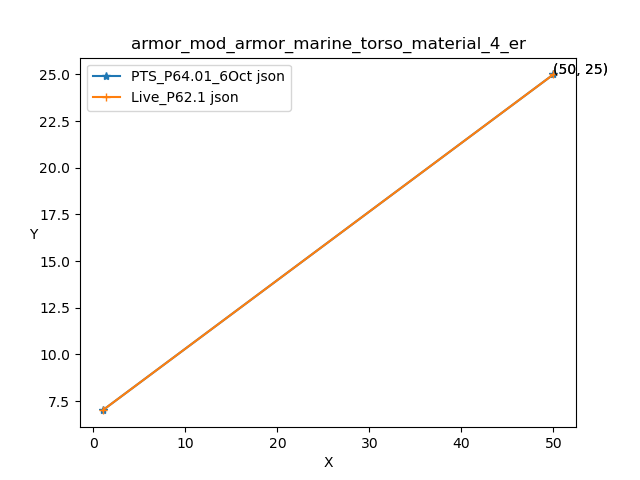 armor_mod_armor_marine_torso_material_4_er
PTS_P64.01_6Oct json
Live_P62.1 json
(50, 25)
25.0
22.5
20.0
17.5
15.0
12.5
10.0
7.5
Y
0 10 20 30 40 50
X